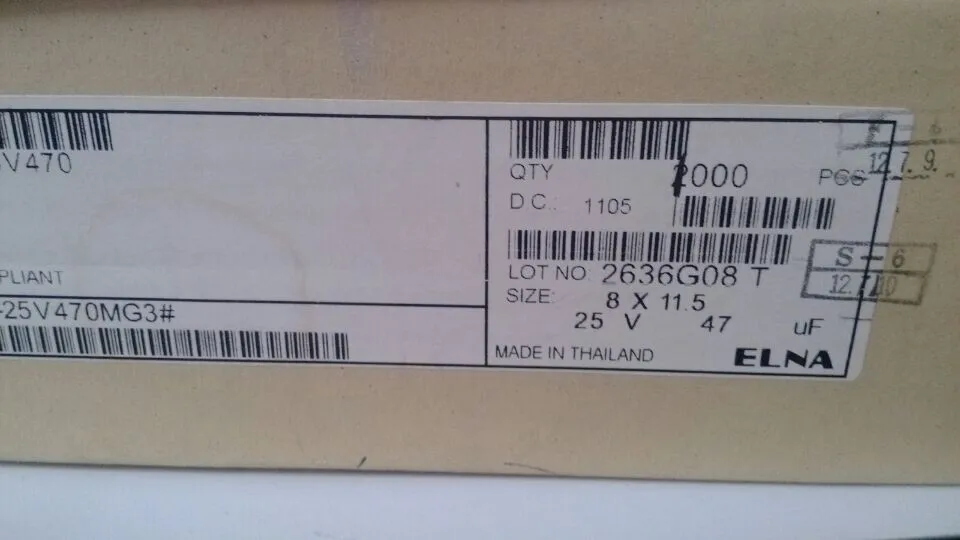 V470
PLIANT
-25V470MG3#
QTY 2000 PCS
D C.: 1105
LOT NO: 2636G08 T
SIZE: 8 X 11.5
25 V 47 uF
MADE IN THAILAND ELNA
12.7.9.
S-6
12.7.10